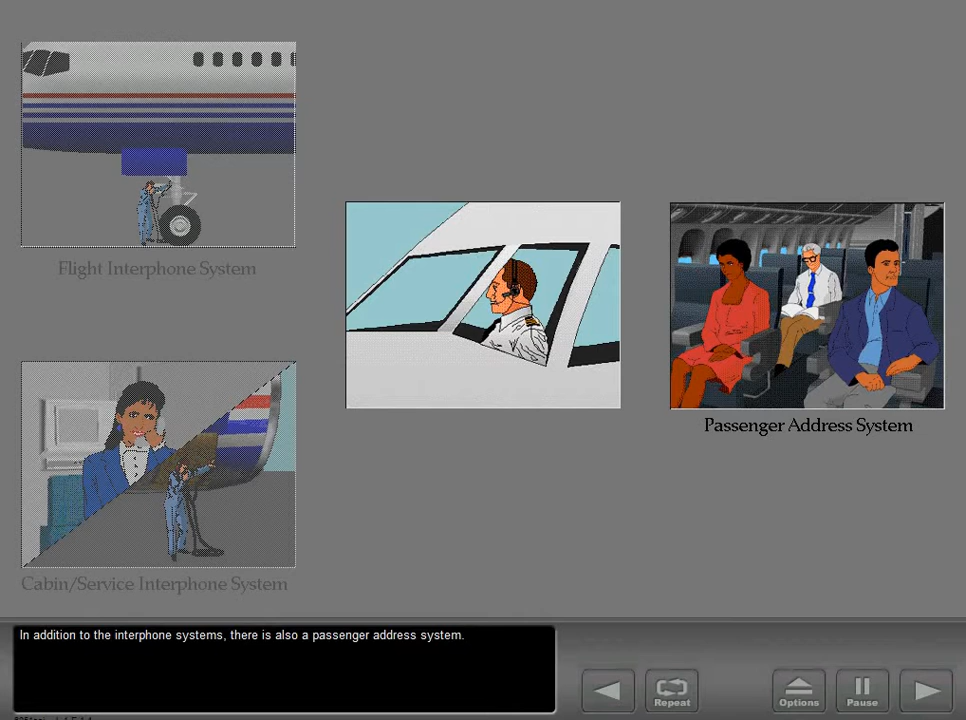 Flight Interphone System
Passenger Address System
Cabin/Service Interphone System
In addition to the interphone systems, there is also a passenger address system.
Repeat
Options
Pause